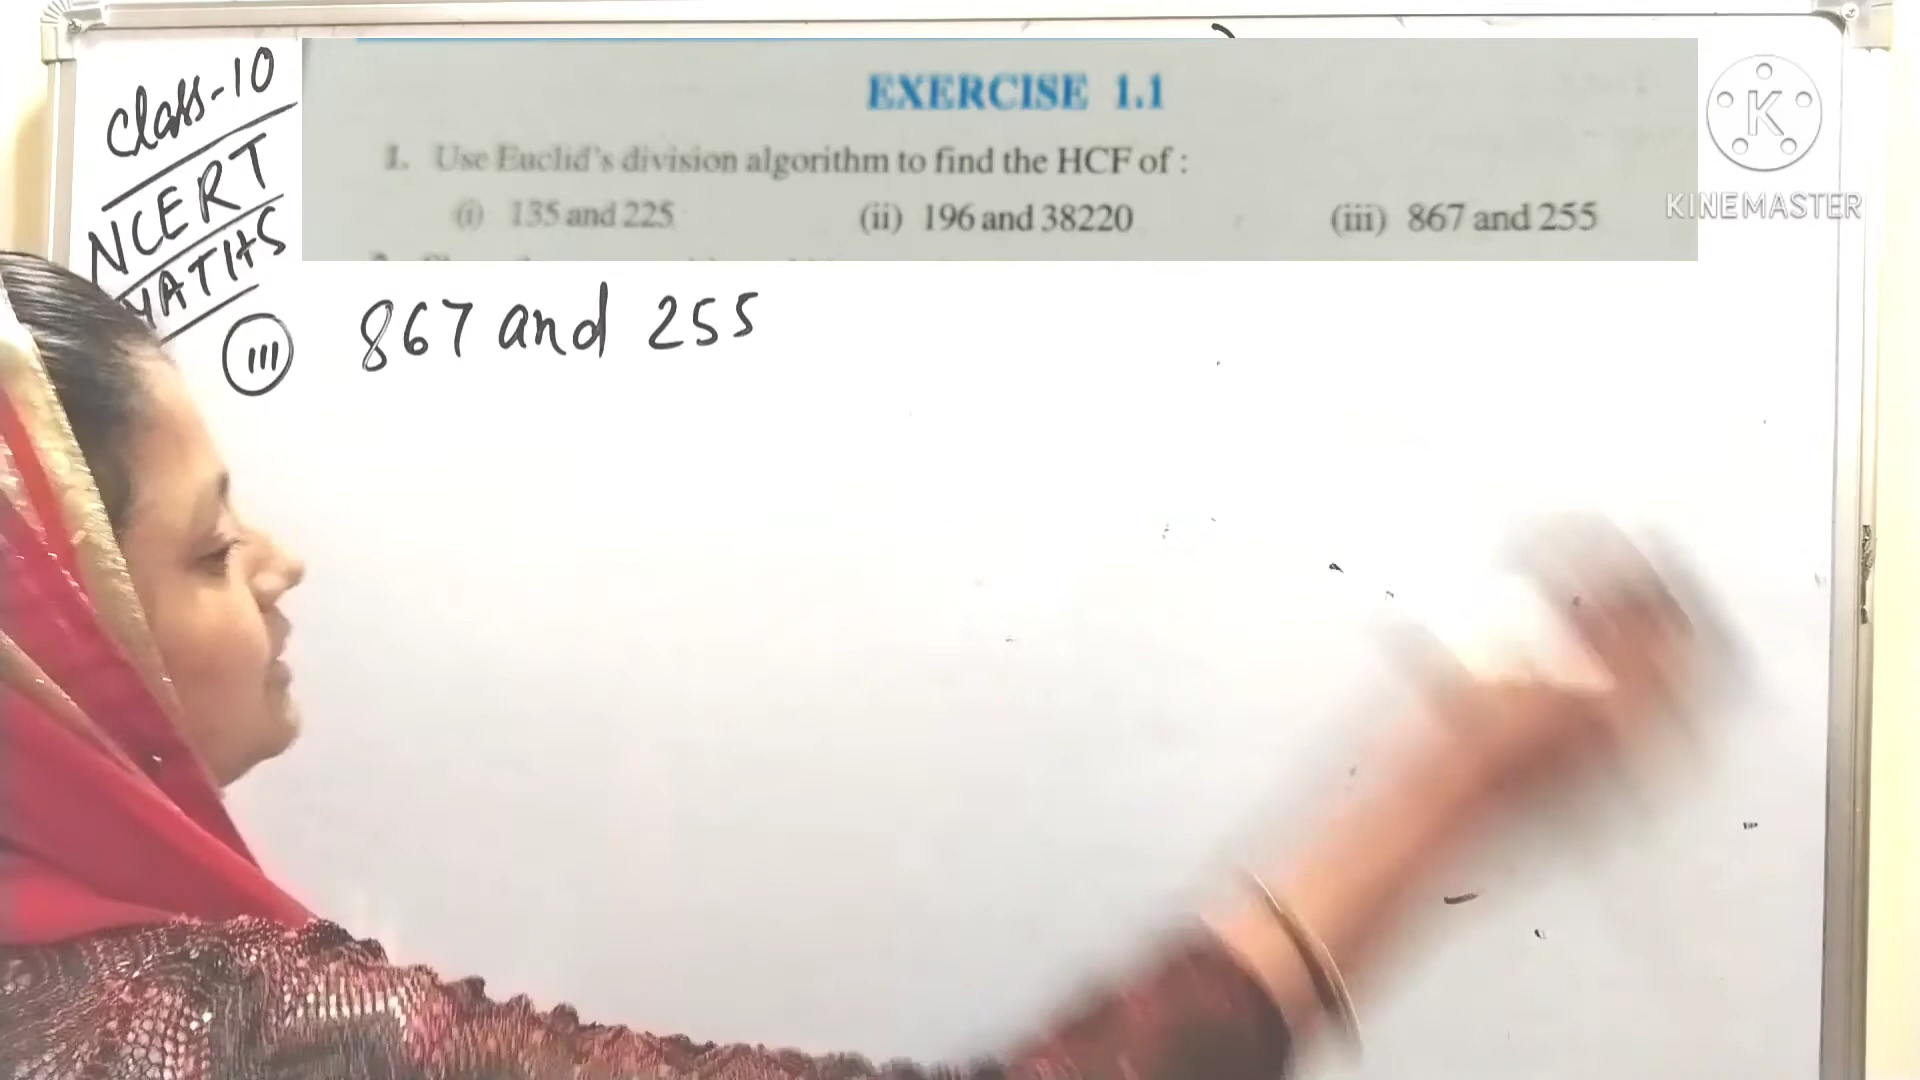 Class-10
NCERT
MATHS
EXERCISE 1.1
1. Use Euclid's division algorithm to find the HCF of :
(i) 135 and 225 (ii) 196 and 38220 (iii) 867 and 255
K
KINEMASTER
(iii) 867 and 255